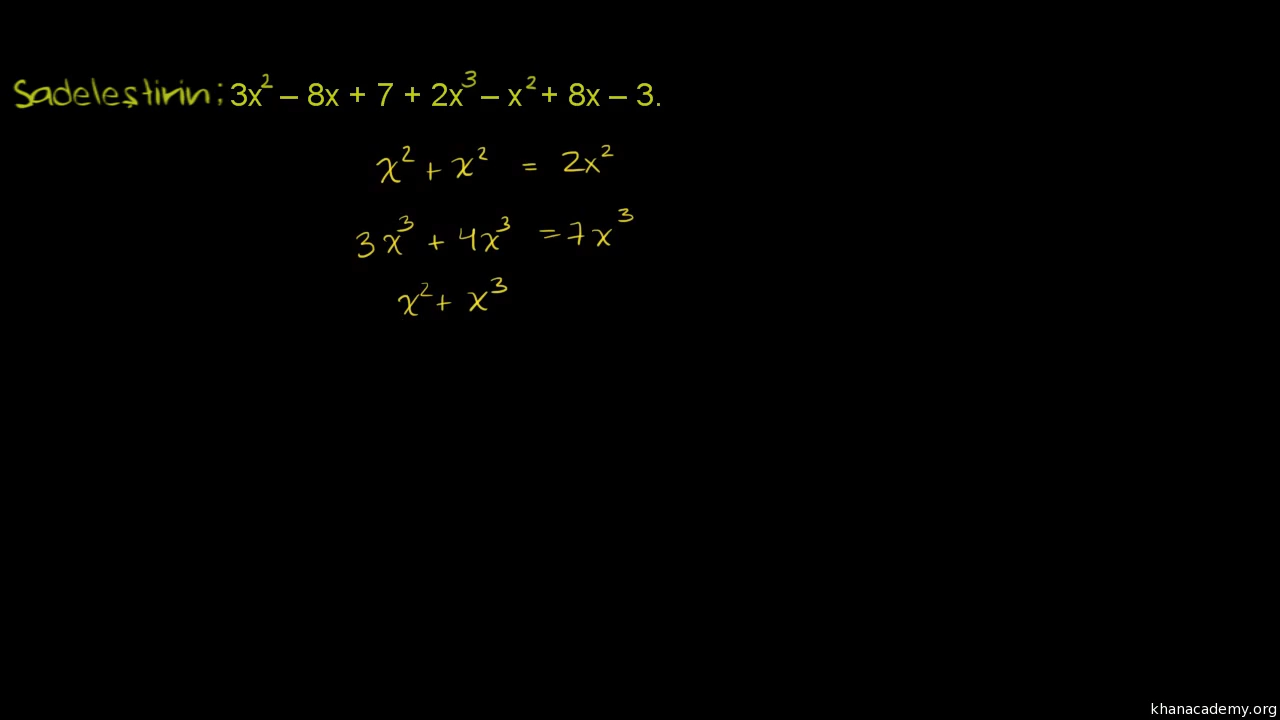 Sadeleştirin; 3x² – 8x + 7 + 2x³ – x² + 8x – 3.
x² + x² = 2x²
3x³ + 4x³ = 7x³
x² + x³
khanacademy.org